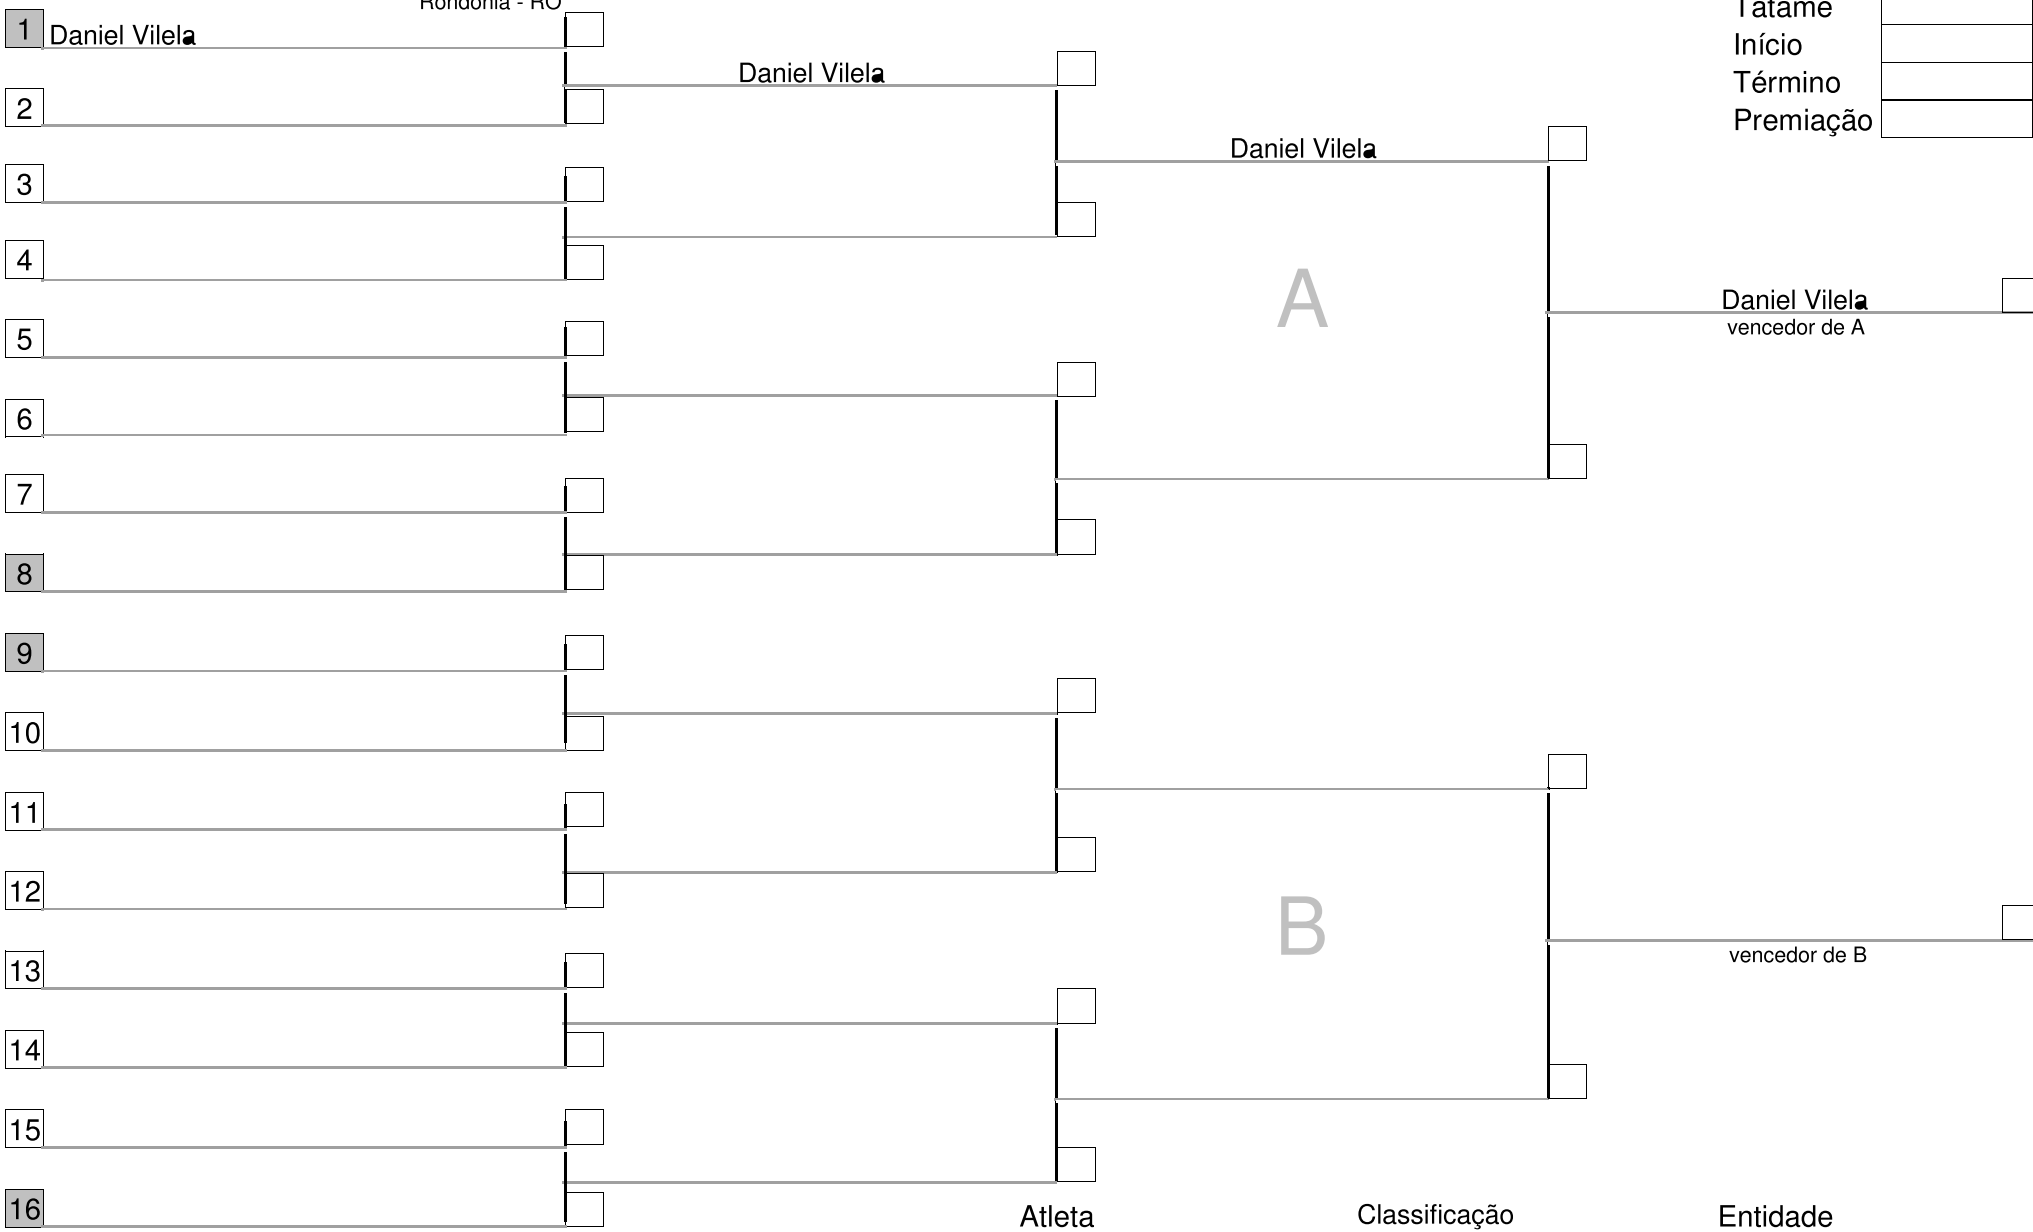 Rondônia - RO
Tatame
1 Daniel Vilela
Início
Daniel Vilela
Término
2
Premiação
Daniel Vilela
3
4
A
Daniel Vilela
5
vencedor de A
6
7
8
9
10
11
12
B
13
vencedor de B
14
15
16
Atleta Classificação Entidade